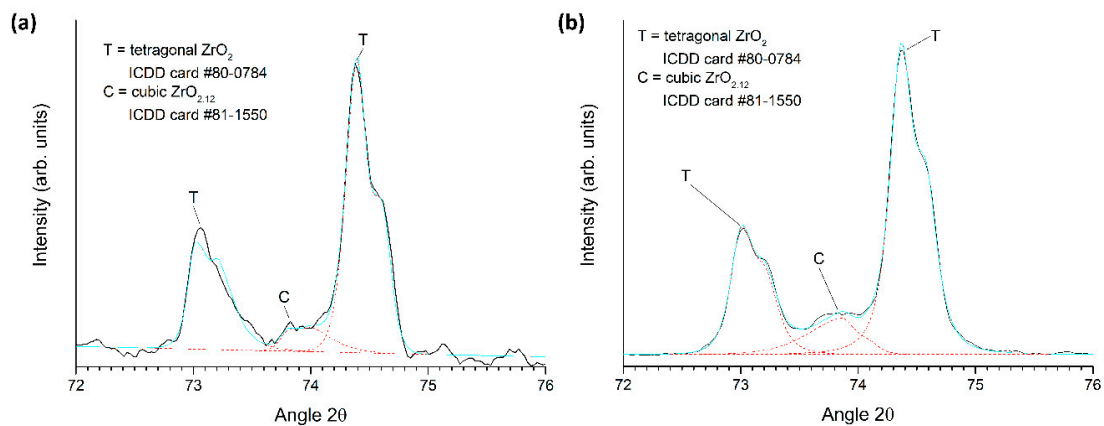 (a)
T = tetragonal ZrO2
ICDD card #80-0784
C = cubic ZrO2.12
ICDD card #81-1550
T
T
C
Intensity (arb. units)
72
73
74
75
76
Angle 2θ
(b)
T = tetragonal ZrO2
ICDD card #80-0784
C = cubic ZrO2.12
ICDD card #81-1550
T
T
C
Intensity (arb. units)
72
73
74
75
76
Angle 2θ